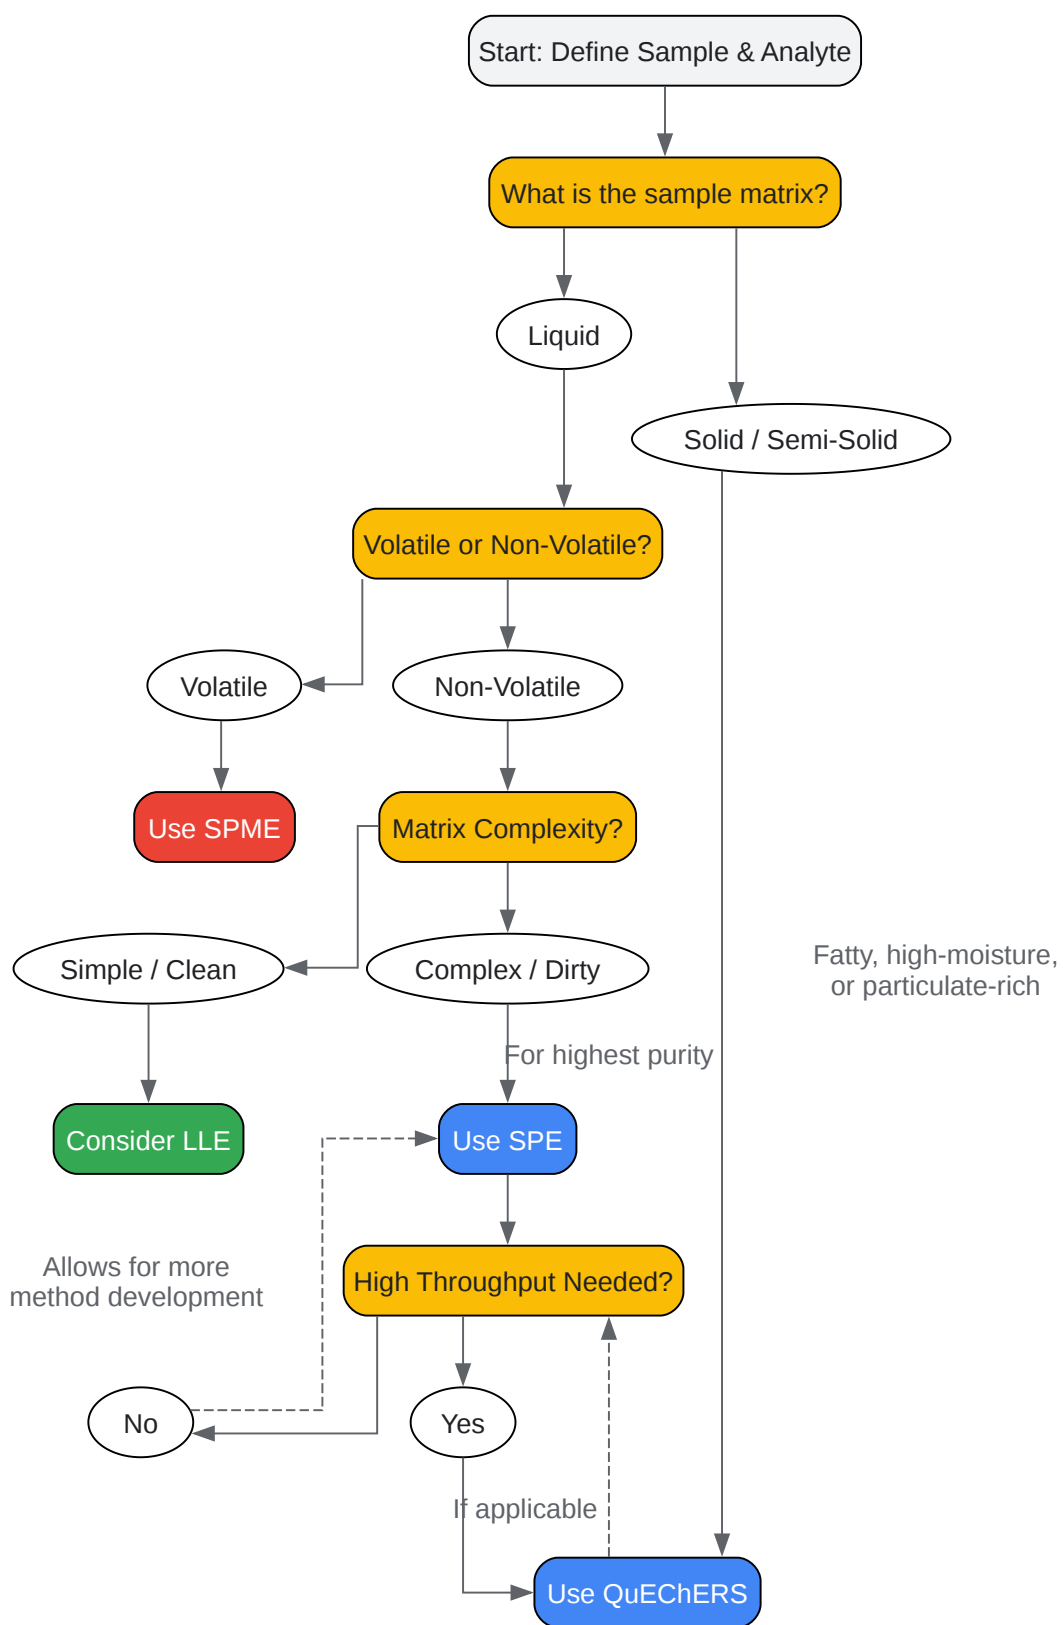 Start: Define Sample & Analyte
What is the sample matrix?
Liquid
Solid / Semi-Solid
Volatile or Non-Volatile?
Volatile
Non-Volatile
Use SPME
Matrix Complexity?
Simple / Clean
Complex / Dirty
Fatty, high-moisture,
or particulate-rich
For highest purity
Consider LLE
Use SPE
Allows for more
method development
High Throughput Needed?
No
Yes
If applicable
Use QuEChERS